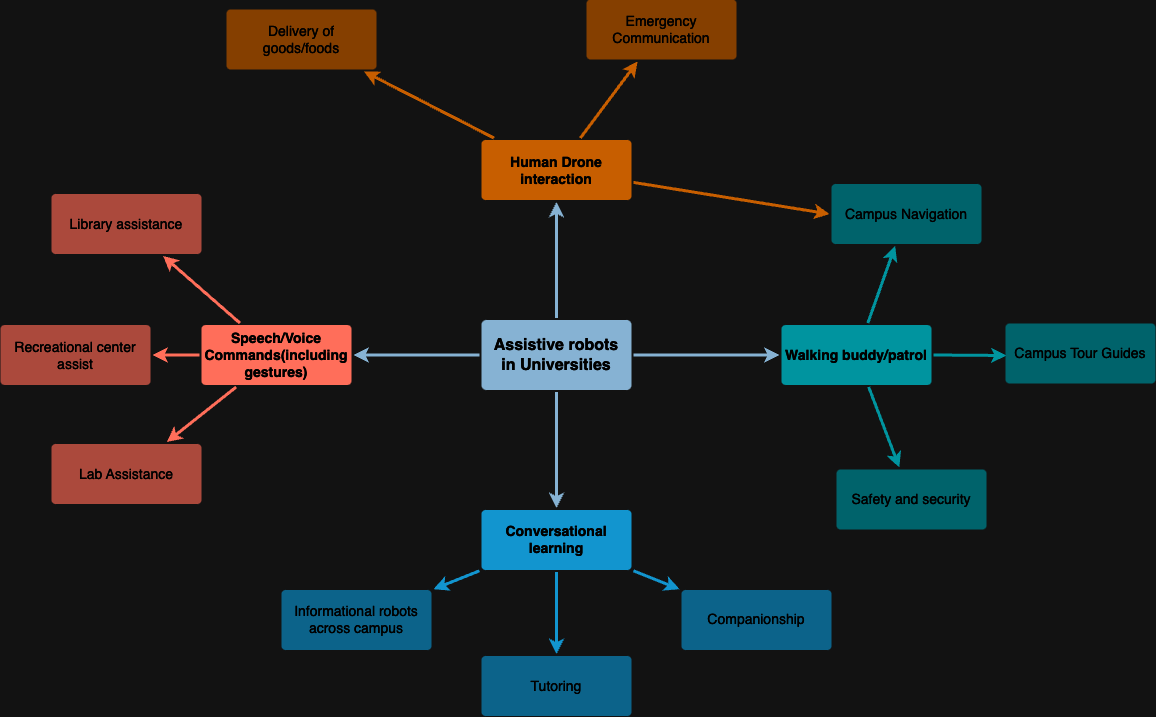 Delivery of
goods/foods
Emergency
Communication
Human Drone
interaction
Library assistance
Campus Navigation
Recreational center
assist
Speech/Voice
Commands(including
gestures)
Assistive robots
in Universities
Walking buddy/patrol
Campus Tour Guides
Lab Assistance
Safety and security
Conversational
learning
Informational robots
across campus
Companionship
Tutoring